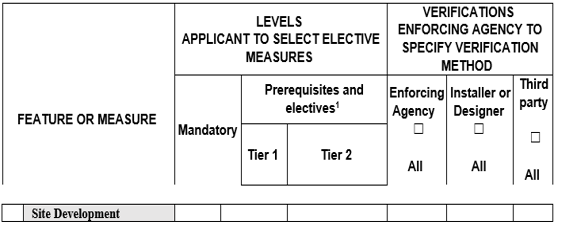 FEATURE OR MEASURE
LEVELS
APPLICANT TO SELECT ELECTIVE
MEASURES
Mandatory
Prerequisites and
electives¹
Tier 1
Tier 2
VERIFICATIONS
ENFORCING AGENCY TO
SPECIFY VERIFICATION
METHOD
Enforcing
Agency
☐
All
Installer or
Designer
☐
All
Third
party
☐
All
Site Development